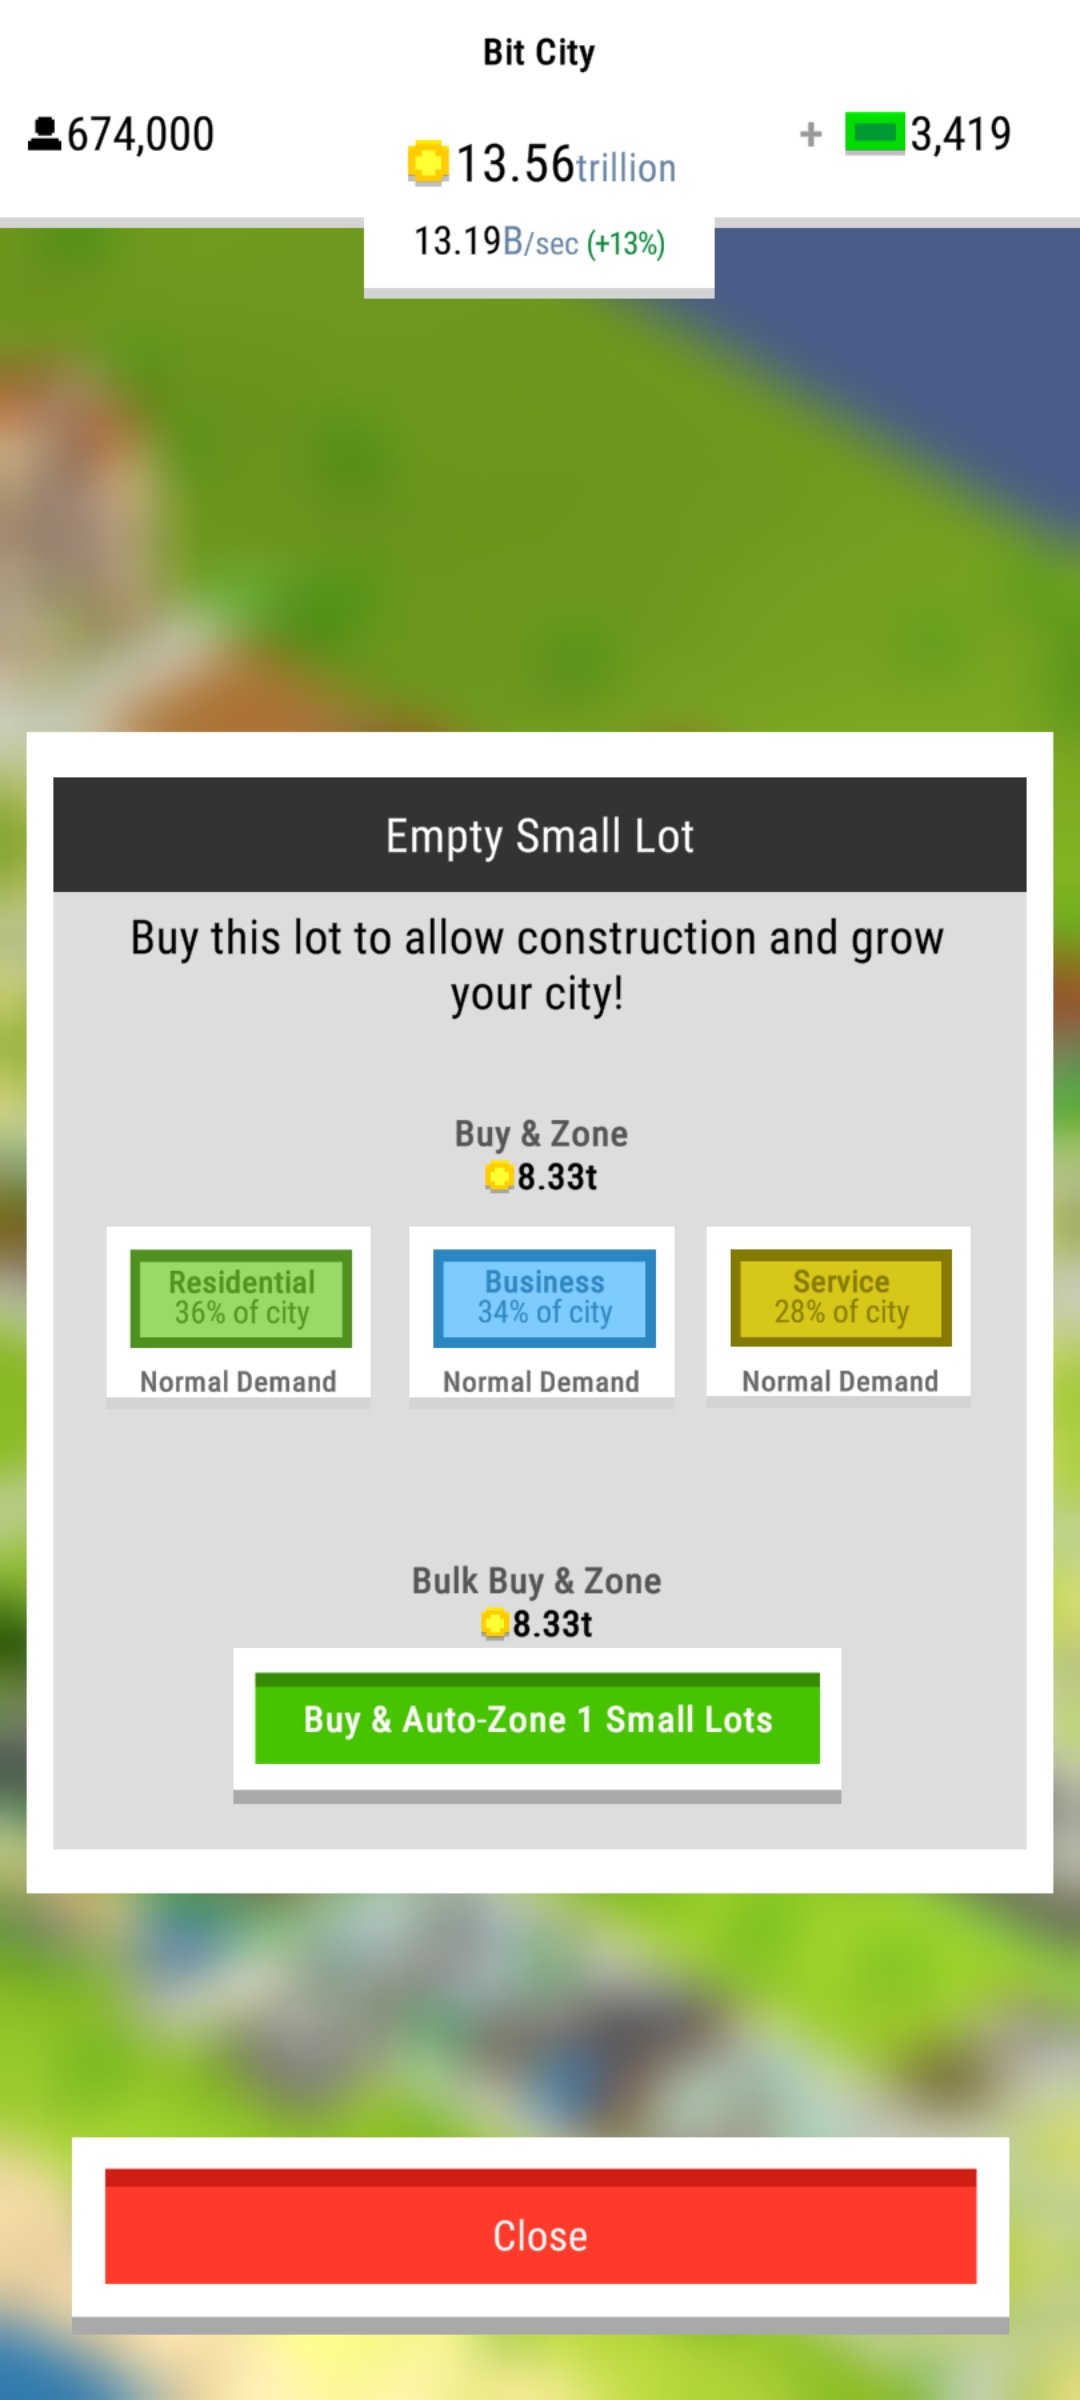 Bit City
674,000
13.56trillion
+ 3,419
13.19B/sec (+13%)
Empty Small Lot
Buy this lot to allow construction and grow
your city!
Buy & Zone
8.33t
Residential
36% of city
Normal Demand
Business
34% of city
Normal Demand
Service
28% of city
Normal Demand
Bulk Buy & Zone
8.33t
Buy & Auto-Zone 1 Small Lots
Close